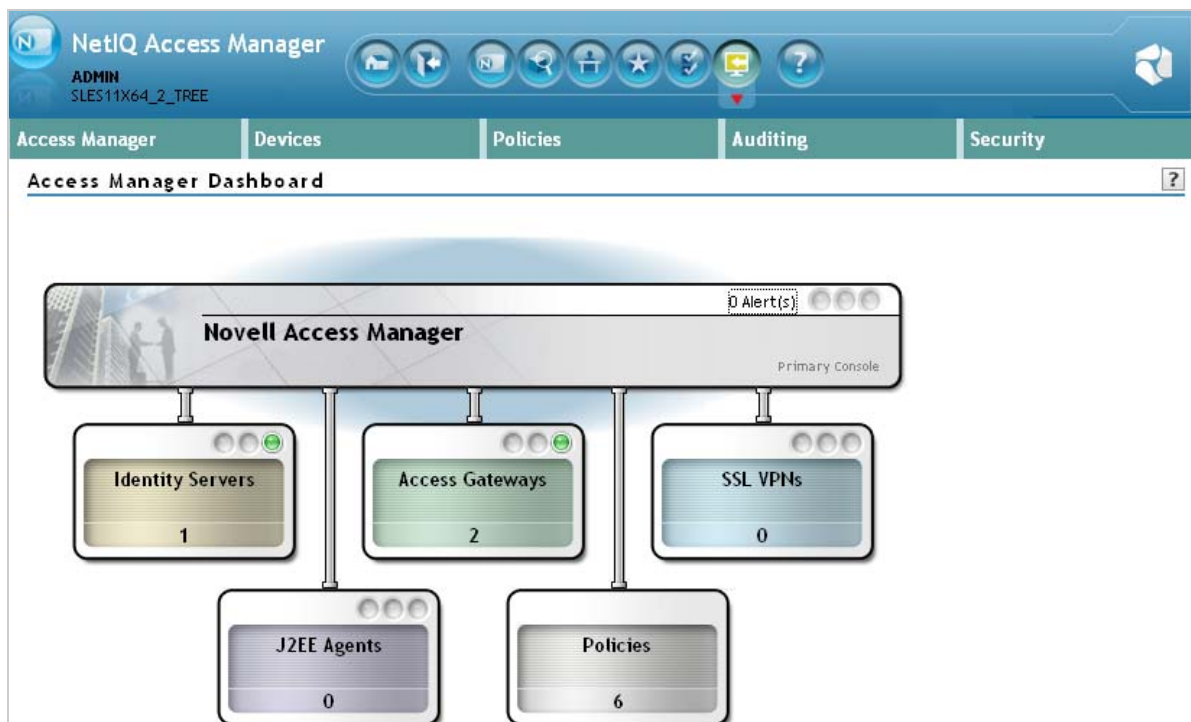 NetIQ Access Manager
ADMIN
SLES11X64_2_TREE
N
N
?
Access Manager
Devices
Policies
Auditing
Security
Access Manager Dashboard
?
0 Alert(s)
Novell Access Manager
Primary Console
Identity Servers
1
Access Gateways
2
SSL VPNs
0
J2EE Agents
0
Policies
6